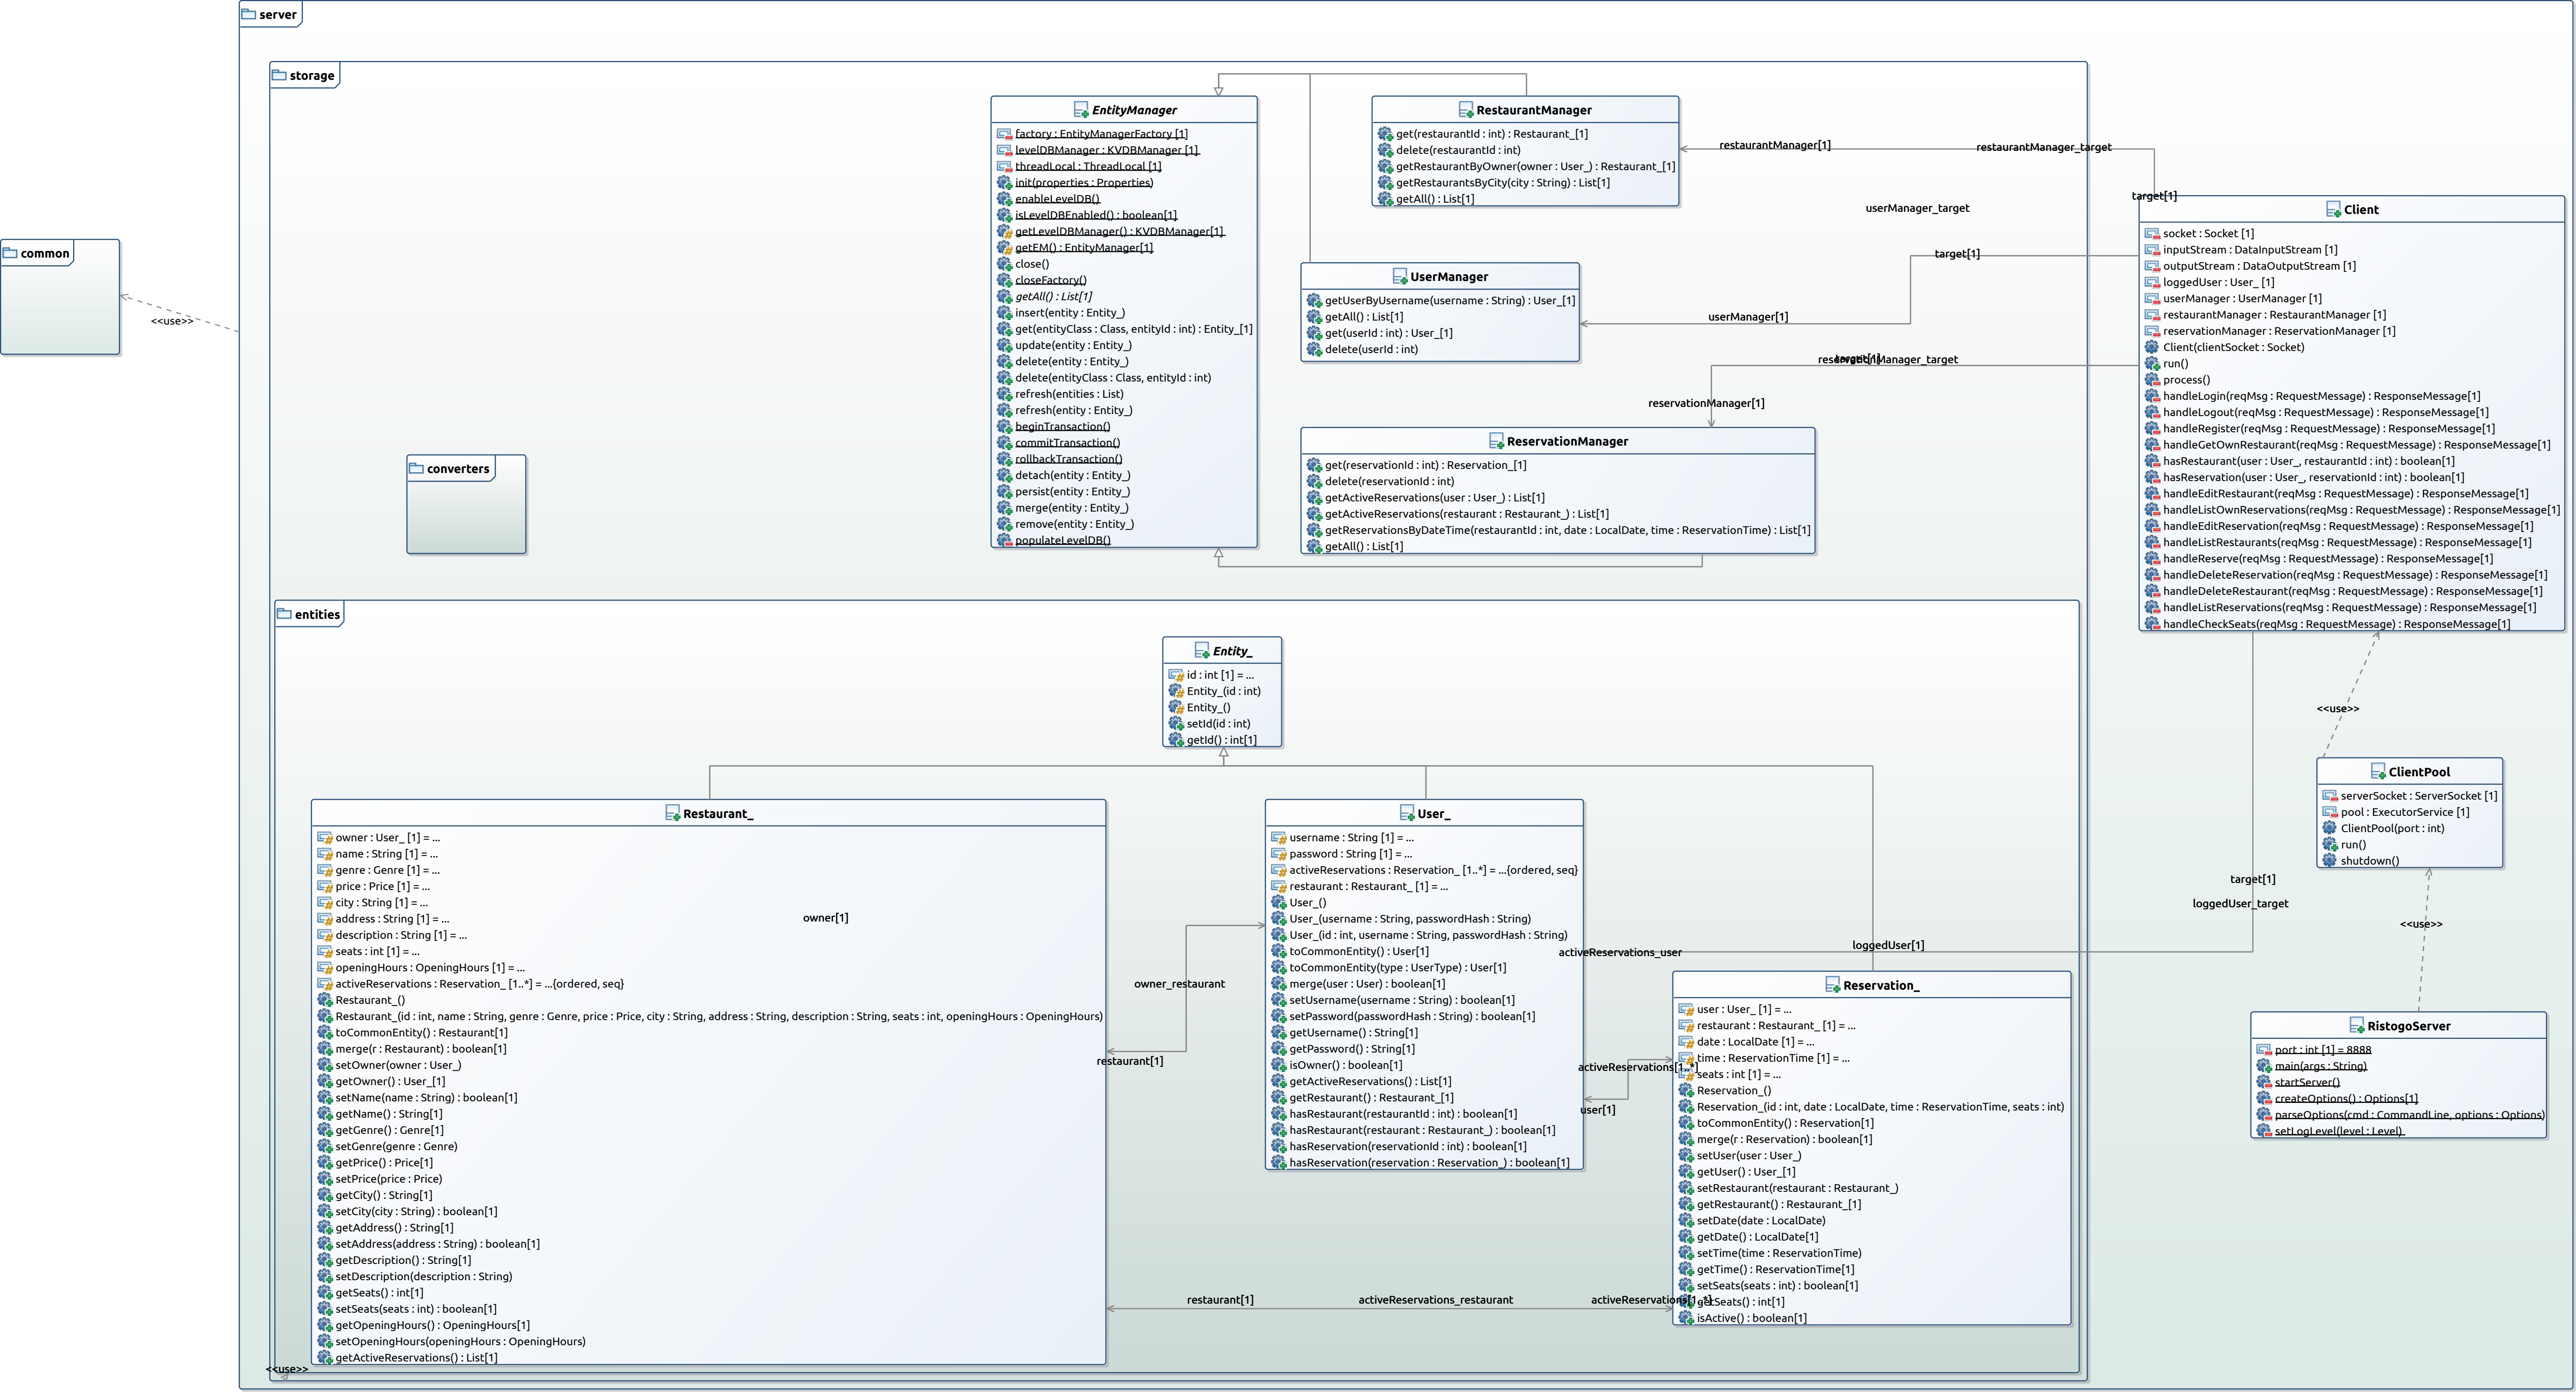 server
storage
common
<<use>>
converters
EntityManager
factory : EntityManagerFactory [1]
levelDBManager : KVDBManager [1]
threadLocal : ThreadLocal [1]
init(properties : Properties)
enableLevelDB()
isLevelDBEnabled() : boolean[1]
getLevelDBManager() : KVDBManager[1]
getEM() : EntityManager[1]
close()
closeFactory()
getAll() : List[1]
insert(entity : Entity_)
get(entityClass : Class, entityId : int) : Entity_[1]
update(entity : Entity_)
delete(entity : Entity_)
delete(entityClass : Class, entityId : int)
refresh(entities : List)
refresh(entity : Entity_)
beginTransaction()
commitTransaction()
rollbackTransaction()
detach(entity : Entity_)
persist(entity : Entity_)
merge(entity : Entity_)
remove(entity : Entity_)
populateLevelDB()
RestaurantManager
get(restaurantId : int) : Restaurant_[1]
delete(restaurantId : int)
getRestaurantByOwner(owner : User_) : Restaurant_[1]
getRestaurtsByCity(city : String) : List[1]
getAll() : List[1]
restaurantManager[1]
restaurantManager_target
target[1]
userManager_target
target[1]
userManager[1]
UserManager
getUserByUsername(username : String) : User_[1]
getAll() : List[1]
get(userId : int) : User_[1]
delete(userId : int)
reservationManager_target
target[1]
reservationManager[1]
ReservationManager
get(reservationId : int) : Reservation_[1]
delete(reservationId : int)
getActiveReservations(user : User_) : List[1]
getActiveReservations(restaurant : Restaurant_) : List[1]
getReservationsByDateTime(restaurantId : int, date : LocalDate, time : ReservationTime) : List[1]
getAll() : List[1]
Client
socket : Socket [1]
inputStream : DataInputStream [1]
outputStream : DataOutputStream [1]
loggedUser : User_ [1]
userManager : UserManager [1]
restaurantManager : RestaurantManager [1]
reservationManager : ReservationManager [1]
Client(clientSocket : Socket)
run()
process()
handleLogin(reqMsg : RequestMessage) : ResponseMessage[1]
handleLogout(reqMsg : RequestMessage) : ResponseMessage[1]
handleRegister(reqMsg : RequestMessage) : ResponseMessage[1]
handleGetOwnRestaurant(reqMsg : RequestMessage) : ResponseMessage[1]
hasRestaurant(user : User_, restaurantId : int) : boolean[1]
hasReservation(user : User_, reservationId : int) : boolean[1]
handleEditRestaurant(reqMsg : RequestMessage) : ResponseMessage[1]
handleListOwnReservations(reqMsg : RequestMessage) : ResponseMessage[1]
handleEditReservation(reqMsg : RequestMessage) : ResponseMessage[1]
handleListRestaurants(reqMsg : RequestMessage) : ResponseMessage[1]
handleReserve(reqMsg : RequestMessage) : ResponseMessage[1]
handleDeleteReservation(reqMsg : RequestMessage) : ResponseMessage[1]
handleDeleteRestaurant(reqMsg : RequestMessage) : ResponseMessage[1]
handleListReservations(reqMsg : RequestMessage) : ResponseMessage[1]
handleCheckSeats(reqMsg : RequestMessage) : ResponseMessage[1]
<<use>>
ClientPool
serverSocket : ServerSocket [1]
pool : ExecutorService [1]
ClientPool(port : int)
run()
shutdown()
target[1]
loggedUser_target
loggedUser[1]
<<use>>
RistogoServer
port : int [1] = 8888
main(args : String)
startServer()
createOptions() : Options[1]
parseOptions(cmd : CommandLine, options : Options)
setLogLevel(level : Level)
entities
Entity_
id : int [1] = ...
Entity_(id : int)
Entity_()
setId(id : int)
getId() : int[1]
Restaurant_
owner : User_ [1] = ...
name : String [1] = ...
genre : Genre [1] = ...
price : Price [1] = ...
city : String [1] = ...
address : String [1] = ...
description : String [1] = ...
seats : int [1] = ...
openingHours : OpeningHours [1] = ...
activeReservations : Reservation_ [1..*] = ...{ordered, seq}
Restaurant_()
Restaurant_(id : int, name : String, genre : Genre, price : Price, city : String, address : String, description : String, seats : int, openingHours : OpeningHours)
toCommonEntity() : Restaurant[1]
merge(r : Restaurant) : boolean[1]
setOwner(owner : User_)
getOwner() : User_[1]
setName(name : String) : boolean[1]
getName() : String[1]
getGenre() : Genre[1]
setGenre(genre : Genre)
getPrice() : Price[1]
setPrice(price : Price)
getCity() : String[1]
setCity(city : String) : boolean[1]
getAddress() : String[1]
setAddress(address : String) : boolean[1]
getDescription() : String[1]
setDescription(description : String)
getSeats() : int[1]
setSeats(seats : int) : boolean[1]
getOpeningHours() : OpeningHours[1]
setOpeningHours(openingHours : OpeningHours)
getActiveReservations() : List[1]
owner[1]
owner_restaurant
restaurant[1]
User_
username : String [1] = ...
password : String [1] = ...
activeReservations : Reservation_ [1..*] = ...{ordered, seq}
restaurant : Restaurant_ [1] = ...
User_()
User_(username : String, passwordHash : String)
User_(id : int, username : String, passwordHash : String)
toCommonEntity() : User[1]
toCommonEntity(type : UserType) : User[1]
merge(user : User) : boolean[1]
setUsername(username : String) : boolean[1]
setPassword(passwordHash : String) : boolean[1]
getUsername() : String[1]
getPassword() : String[1]
isOwner() : boolean[1]
getActiveReservations() : List[1]
getRestaurant() : Restaurant_[1]
hasRestaurant(restaurantId : int) : boolean[1]
hasRestaurant(restaurant : Restaurant_) : boolean[1]
hasReservation(reservationId : int) : boolean[1]
hasReservation(reservation : Reservation_) : boolean[1]
activeReservations_user
activeReservations[1..*]
user[1]
Reservation_
user : User_ [1] = ...
restaurant : Restaurant_ [1] = ...
date : LocalDate [1] = ...
time : ReservationTime [1] = ...
seats : int [1] = ...
Reservation_()
Reservation_(id : int, date : LocalDate, time : ReservationTime, seats : int)
toCommonEntity() : Reservation[1]
merge(r : Reservation) : boolean[1]
setUser(user : User_)
getUser() : User_[1]
setRestaurant(restaurant : Restaurant_)
getRestaurant() : Restaurant_[1]
setDate(date : LocalDate)
getDate() : LocalDate[1]
setTime(time : ReservationTime)
getTime() : ReservationTime[1]
setSeats(seats : int) : boolean[1]
getSeats() : int[1]
isActive() : boolean[1]
restaurant[1]
activeReservations_restaurant
activeReservations[1..*]
<<use>>